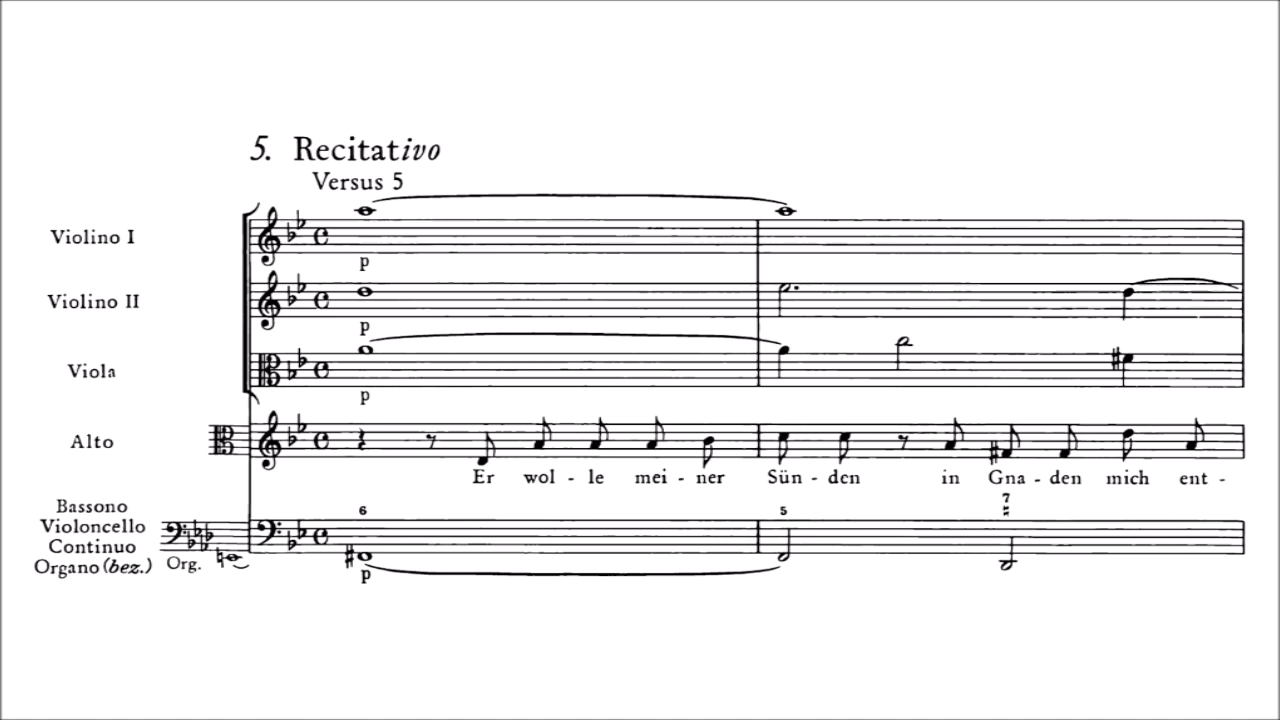 5. Recitativo
Versus 5
Violino I
p
Violino II
p
Viola
p
Alto
Er wol - le mei - ner Sün - den in Gna - den mich ent -
Bassono
Violoncello
Continuo
Organo (bez.) Org.
6 5 7
p